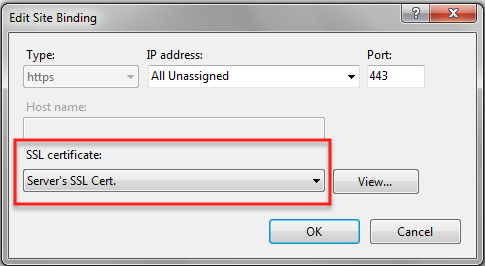 Edit Site Binding
?
Type: IP address: Port:
https All Unassigned 443
Host name:
SSL certificate:
Server's SSL Cert. View...
OK Cancel